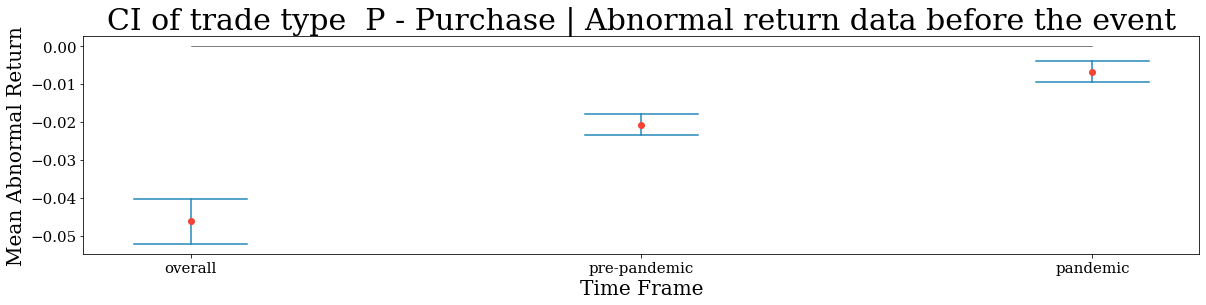 CI of trade type  P - Purchase | Abnormal return data before the event
Mean Abnormal Return
0.00
−0.01
−0.02
−0.03
−0.04
−0.05
overall
pre-pandemic
pandemic
Time Frame